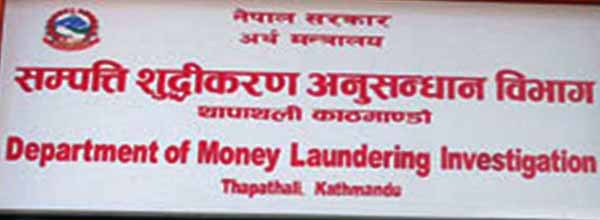 नेपाल सरकार
अर्थ मन्त्रालय
सम्पत्ति शुद्धीकरण अनुसन्धान विभाग
थापाथली काठमाण्डौ
Department of Money Laundering Investigation
Thapathali, Kathmandu